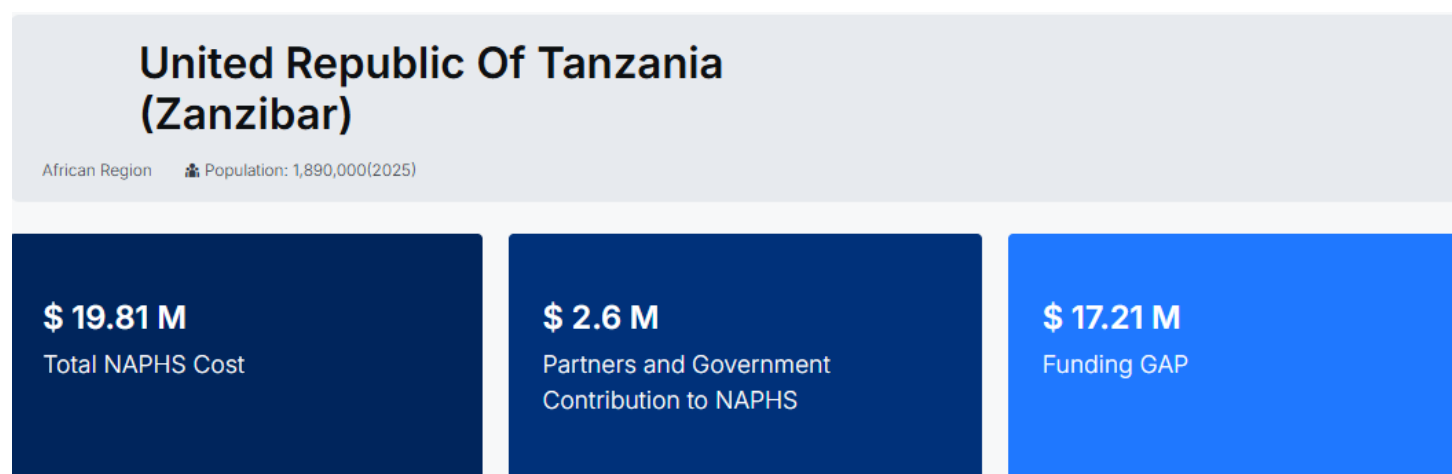 United Republic Of Tanzania
(Zanzibar)
African Region Population: 1,890,000(2025)
$ 19.81 M
Total NAPHS Cost
$ 2.6 M
Partners and Government
Contribution to NAPHS
$ 17.21 M
Funding GAP